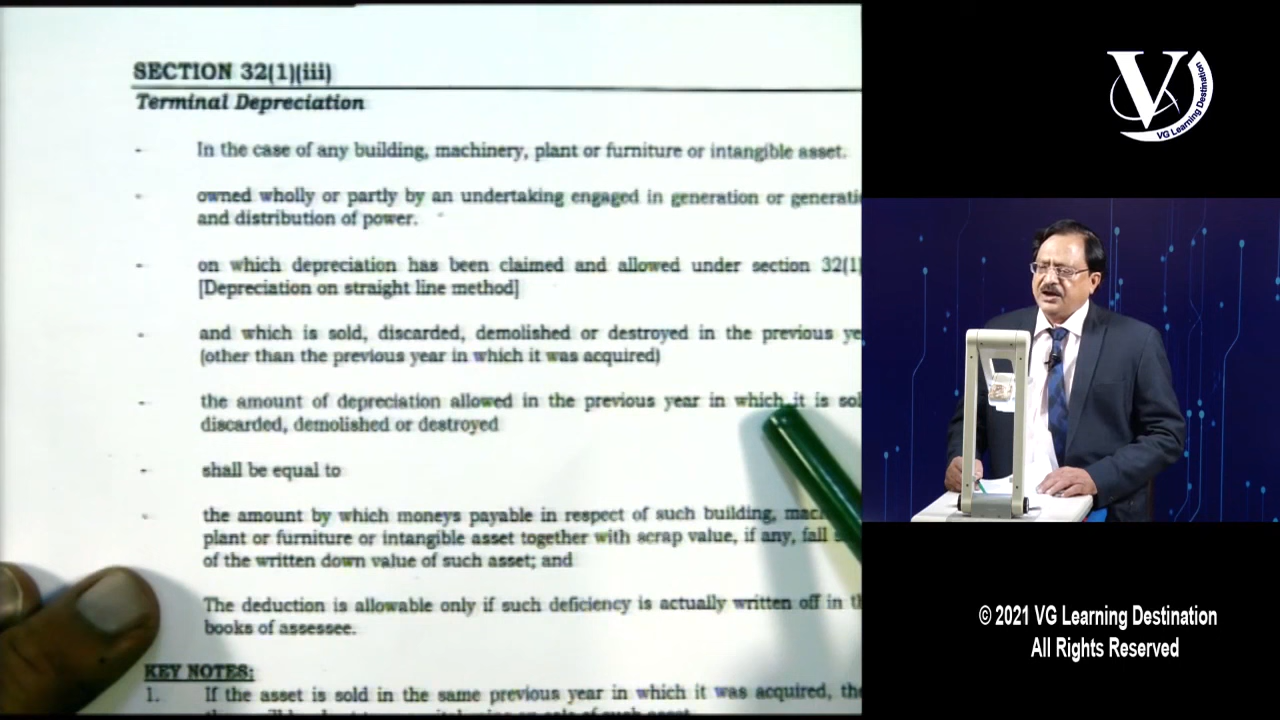 SECTION 32(1)(iii)
Terminal Depreciation
- In the case of any building, machinery, plant or furniture or intangible asset.
- owned wholly or partly by an undertaking engaged in generation or generatio
and distribution of power.
- on which depreciation has been claimed and allowed under section 32(1)
[Depreciation on straight line method]
- and which is sold, discarded, demolished or destroyed in the previous ye
(other than the previous year in which it was acquired)
- the amount of depreciation allowed in the previous year in which it is sol
discarded, demolished or destroyed
- shall be equal to
- the amount by which moneys payable in respect of such building,
plant or furniture or intangible asset together with scrap value, if any, fall
of the written down value of such asset; and
The deduction is allowable only if such deficiency is actually written off in th
books of assessee.
KEY NOTES:
1. If the asset is sold in the same previous year in which it was acquired, the
V
VG Learning Destination
© 2021 VG Learning Destination
All Rights Reserved